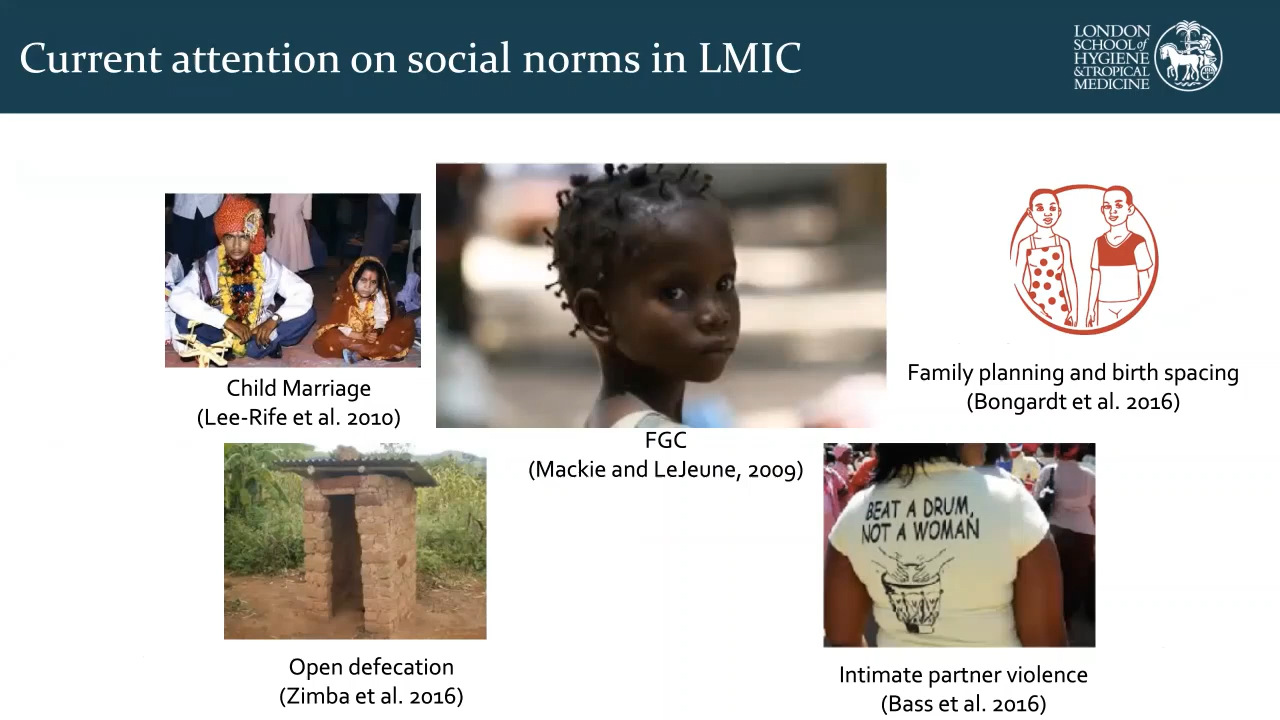 Current attention on social norms in LMIC
LONDON
SCHOOL of
HYGIENE
& TROPICAL
MEDICINE
Child Marriage
(Lee-Rife et al. 2010)
FGC
(Mackie and LeJeune, 2009)
Family planning and birth spacing
(Bongardt et al. 2016)
BEAT A DRUM,
NOT A WOMAN
Open defecation
(Zimba et al. 2016)
Intimate partner violence
(Bass et al. 2016)